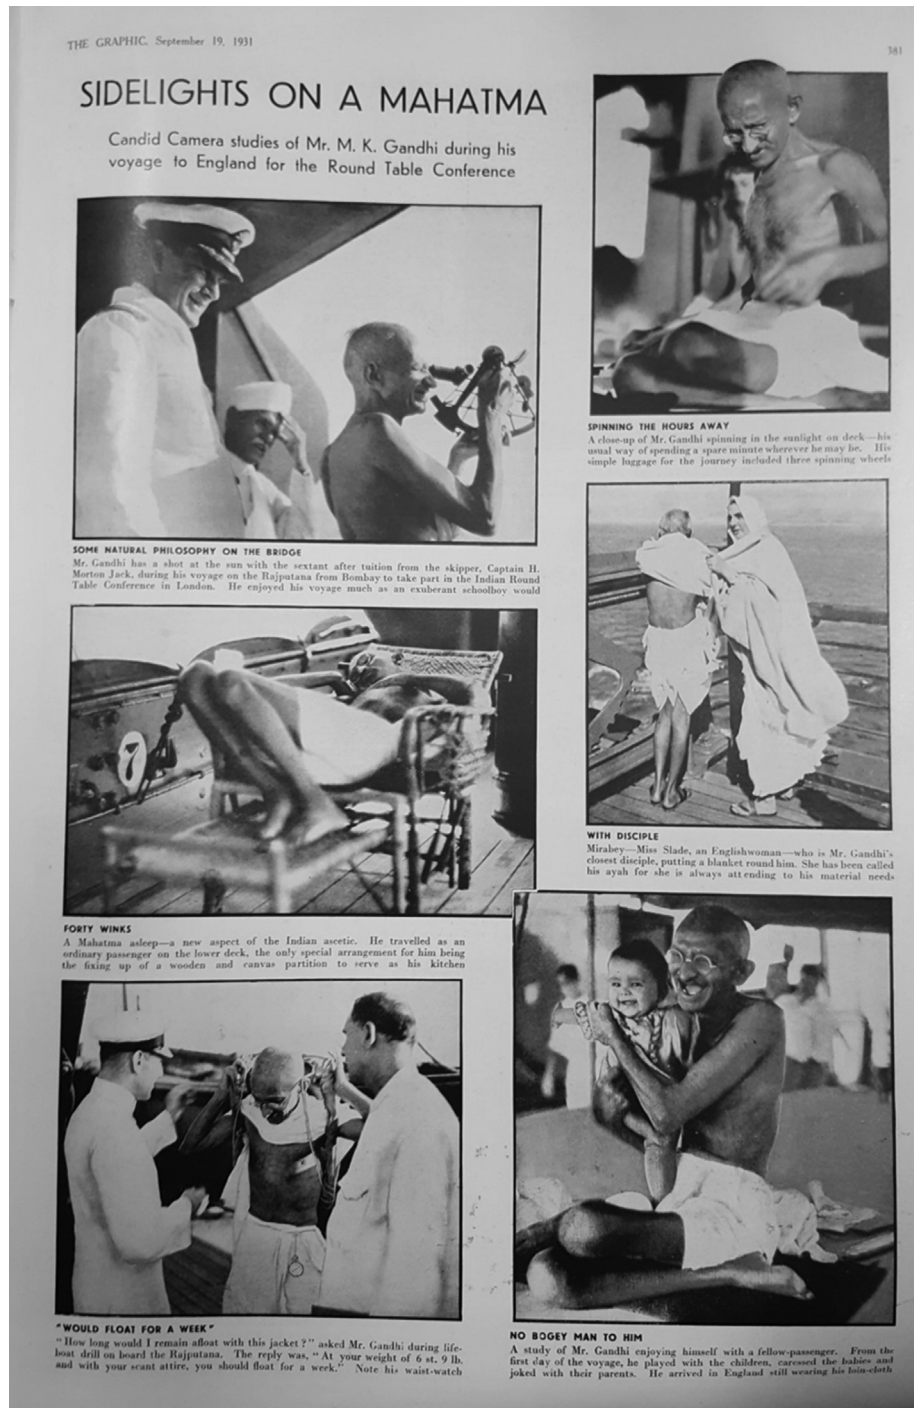 THE GRAPHIC, September 19, 1931
381
SIDELIGHTS ON A MAHATMA
Candid Camera studies of Mr. M. K. Gandhi during his
voyage to England for the Round Table Conference
SOME NATURAL PHILOSOPHY ON THE BRIDGE
Mr. Gandhi has a shot at the sun with the sextant after tuition from the skipper, Captain H.
Morton Jack, during his voyage on the Rajputana from Bombay to take part in the Indian Round
Table Conference in London. He enjoyed his voyage much as an exuberant schoolboy would
SPINNING THE HOURS AWAY
A close-up of Mr. Gandhi spinning in the sunlight on deck—his
usual way of spending a spare minute wherever he may be. His
simple luggage for the journey included three spinning wheels
7
FORTY WINKS
A Mahatma asleep—a new aspect of the Indian ascetic. He travelled as an
ordinary passenger on the lower deck, the only special arrangement for him being
the fixing up of a wooden and canvas partition to serve as his kitchen
WITH DISCIPLE
Mirabey—Miss Slade, an Englishwoman—who is Mr. Gandhi's
closest disciple, putting a blanket round him. She has been called
his ayah for she is always attending to his material needs
"WOULD FLOAT FOR A WEEK"
"How long would I remain afloat with this jacket?" asked Mr. Gandhi during life-
boat drill on board the Rajputana. The reply was, "At your weight of 6 st. 9 lb.
and with your scant attire, you should float for a week." Note his waist-watch
NO BOGEY MAN TO HIM
A study of Mr. Gandhi enjoying himself with a fellow-passenger. From the
first day of the voyage, he played with the children, caressed the babies and
joked with their parents. He arrived in England still wearing his loin-cloth